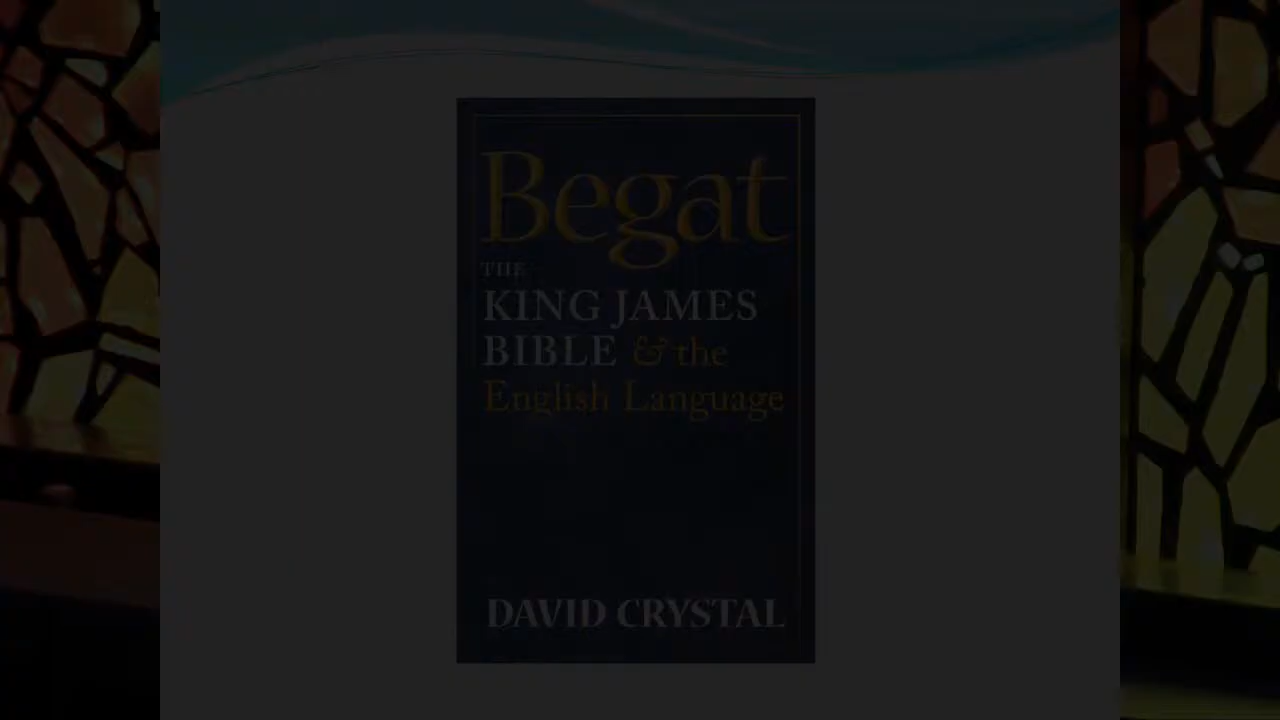 Begat
THE
KING JAMES
BIBLE & the
English Language
DAVID CRYSTAL